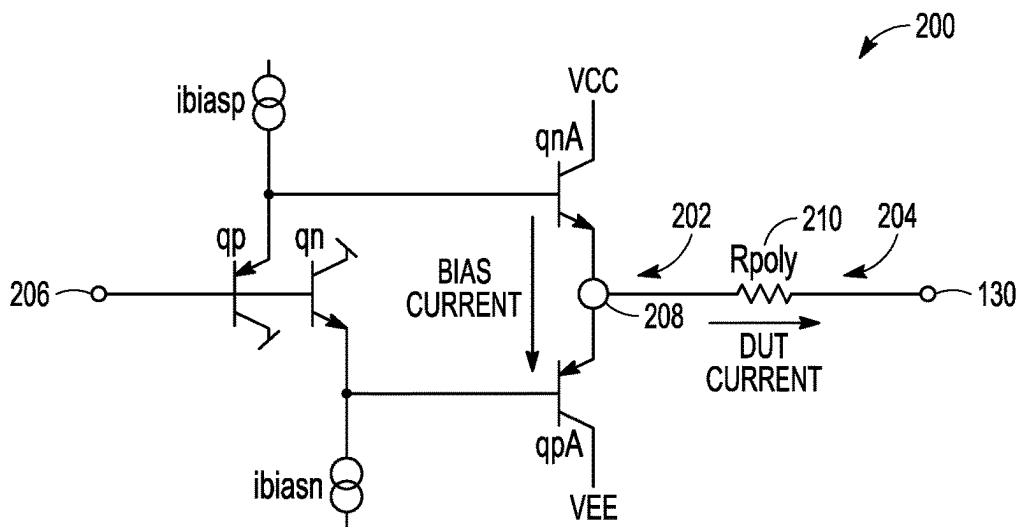 200
ibiasp
VCC
qnA
202
210
204
qp
qn
Rpoly
206
BIAS
CURRENT
208
130
DUT
CURRENT
qpA
ibiasn
VEE